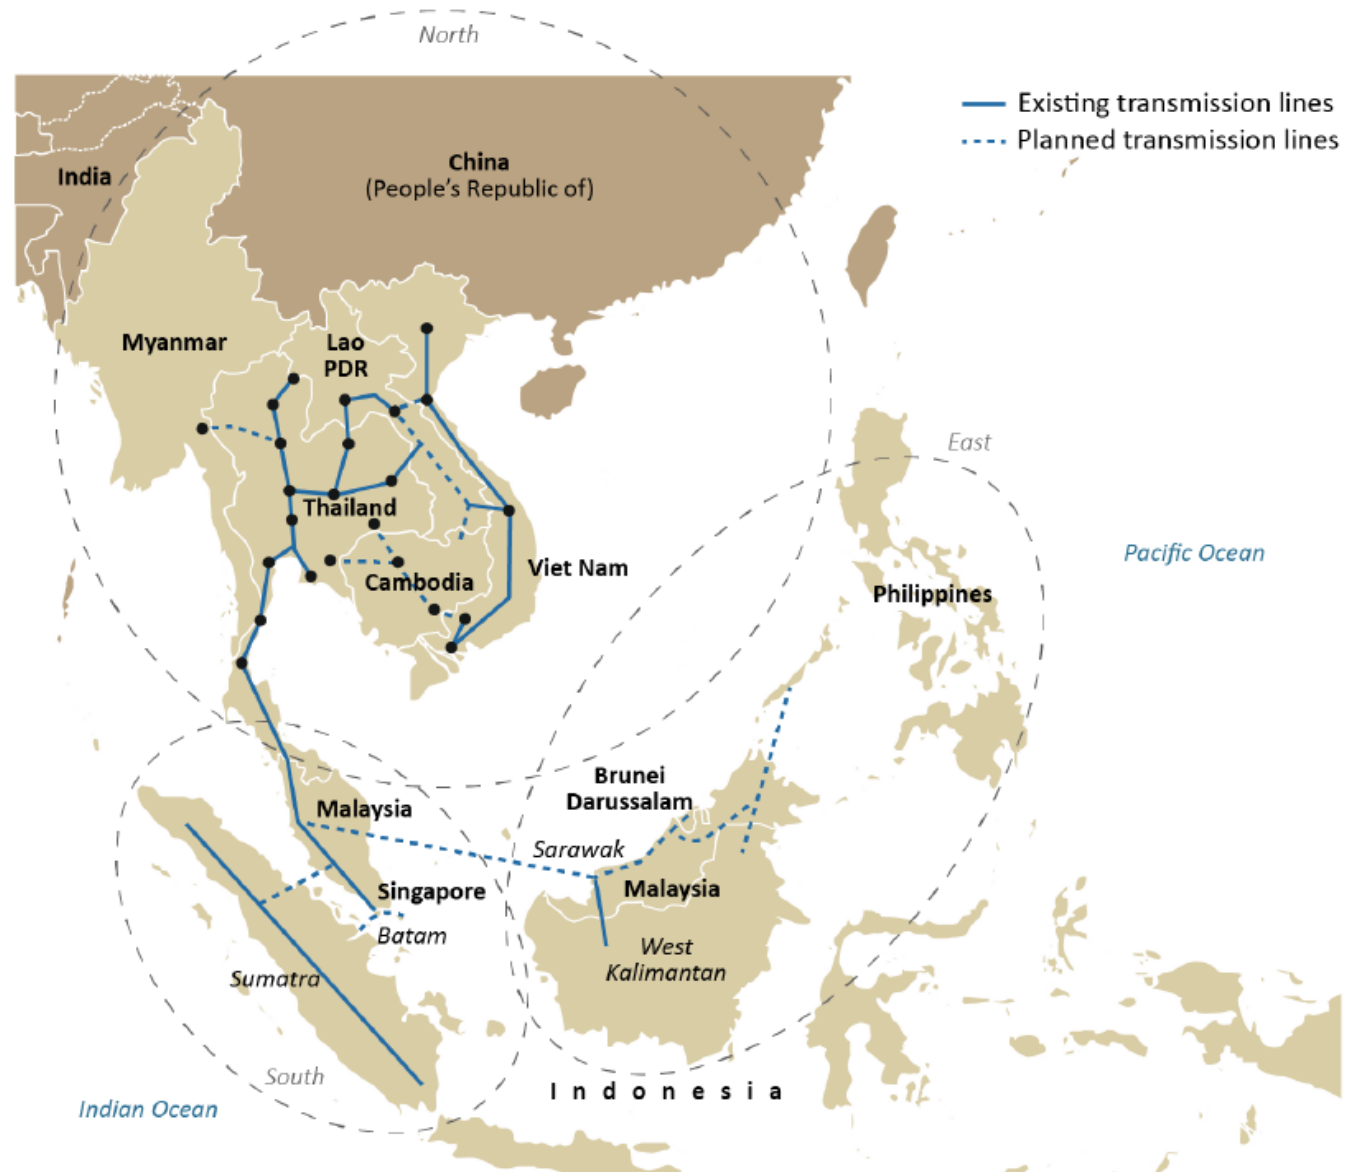 North
Existing transmission lines
Planned transmission lines
India
China
(People's Republic of)
Myanmar
Lao
PDR
East
Thailand
Pacific Ocean
Cambodia
Viet Nam
Philippines
Brunei
Darussalam
Malaysia
Sarawak
Singapore
Malaysia
Batam
West
Kalimantan
Sumatra
South
Indonesia
Indian Ocean